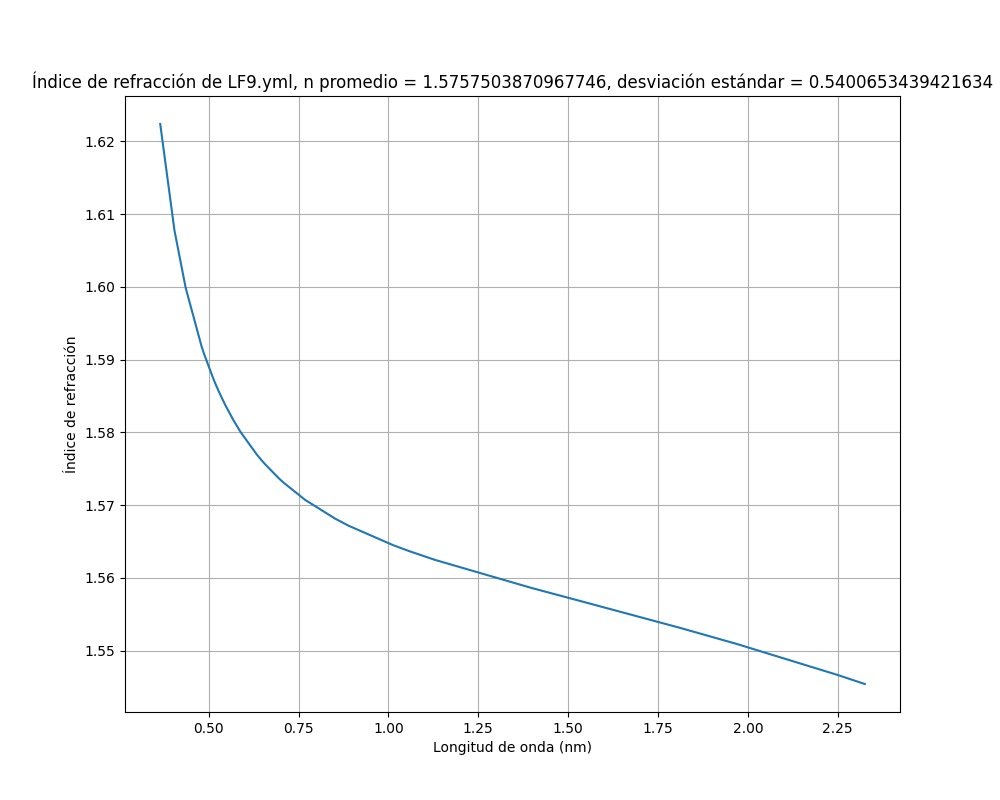 Índice de refracción de LF9.yml, n promedio = 1.5757503870967746, desviación estándar = 0.5400653439421634
1.62
1.61
1.60
1.59
1.58
1.57
1.56
1.55
Índice de refracción
0.50 0.75 1.00 1.25 1.50 1.75 2.00 2.25
Longitud de onda (nm)